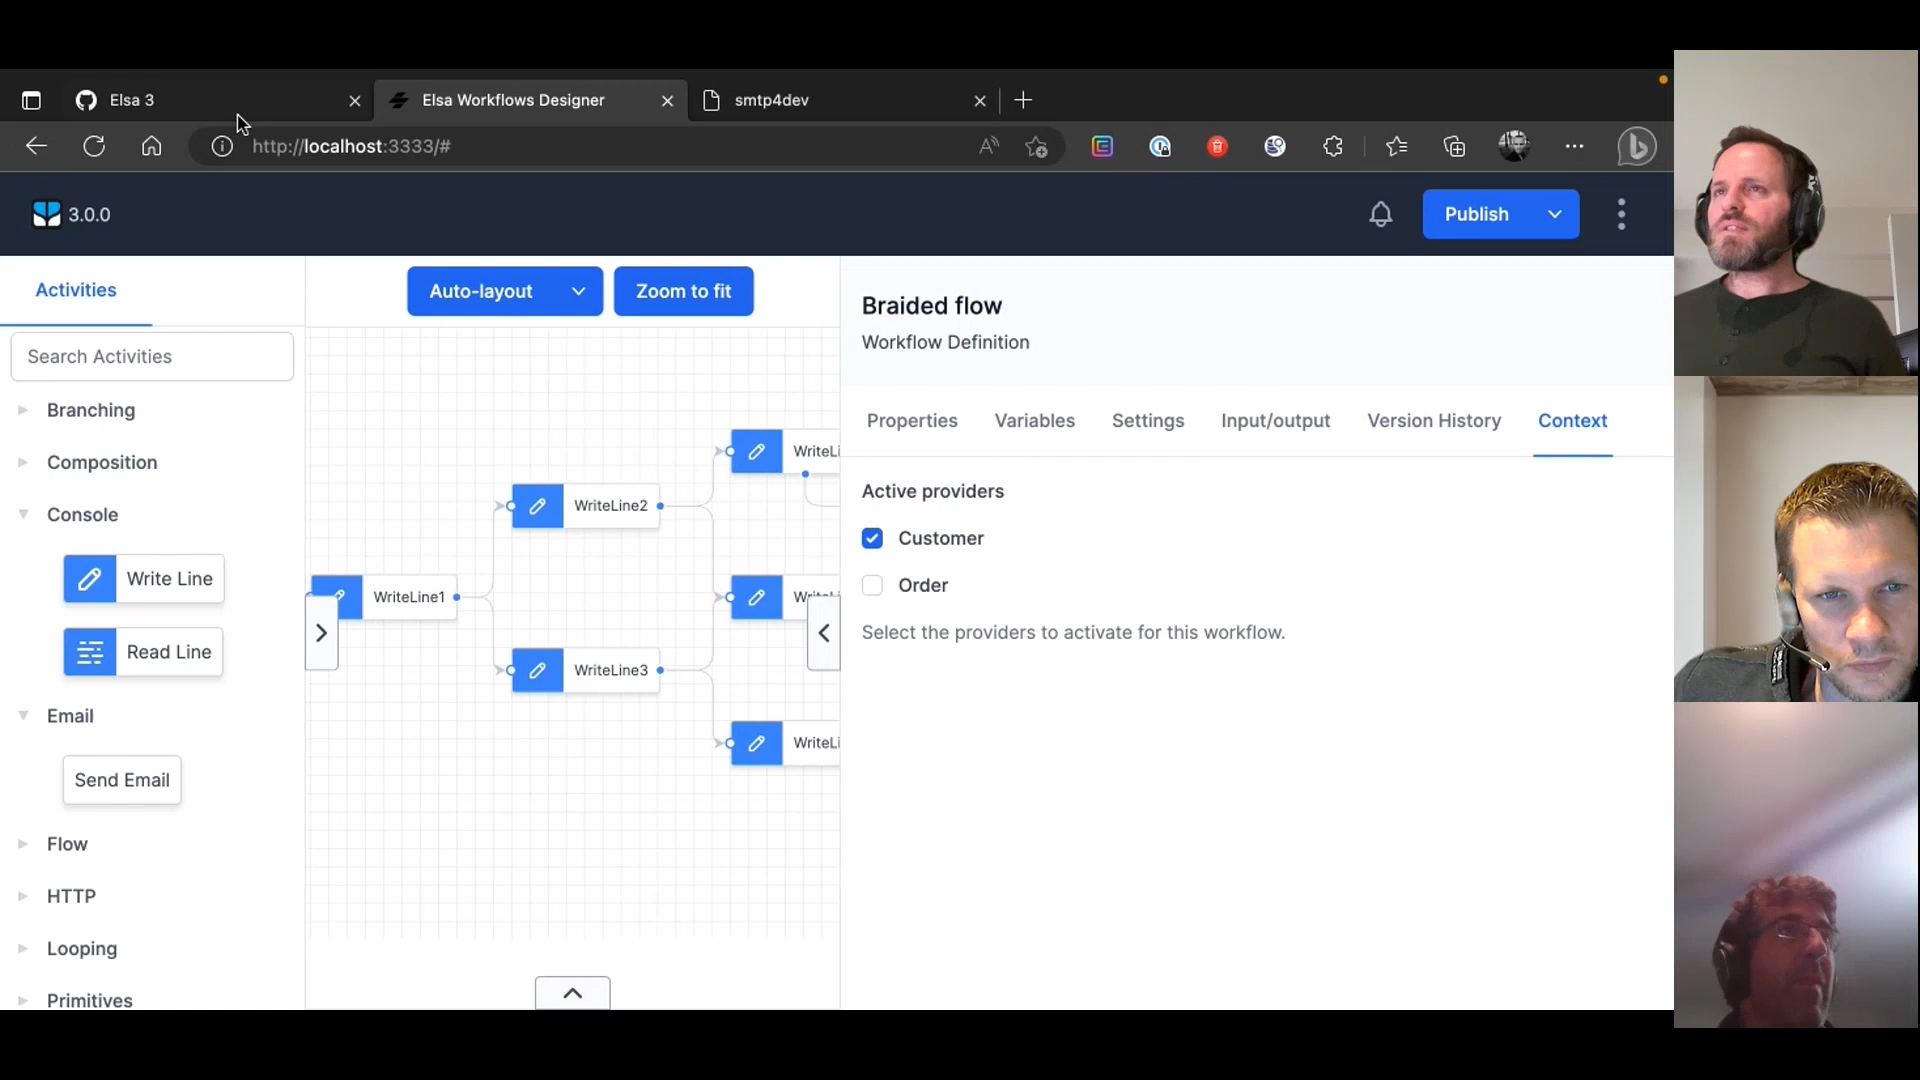 Elsa 3
Elsa Workflows Designer
smtp4dev
http://localhost:3333/#
3.0.0
Publish
Activities
Auto-layout
Zoom to fit
Search Activities
Branching
Composition
Console
Write Line
Read Line
Email
Send Email
Flow
HTTP
Looping
Primitives
WriteLine1
WriteLine2
WriteLine3
WriteLi
WriteLi
WriteLi
Braided flow
Workflow Definition
Properties
Variables
Settings
Input/output
Version History
Context
Active providers
Customer
Order
Select the providers to activate for this workflow.